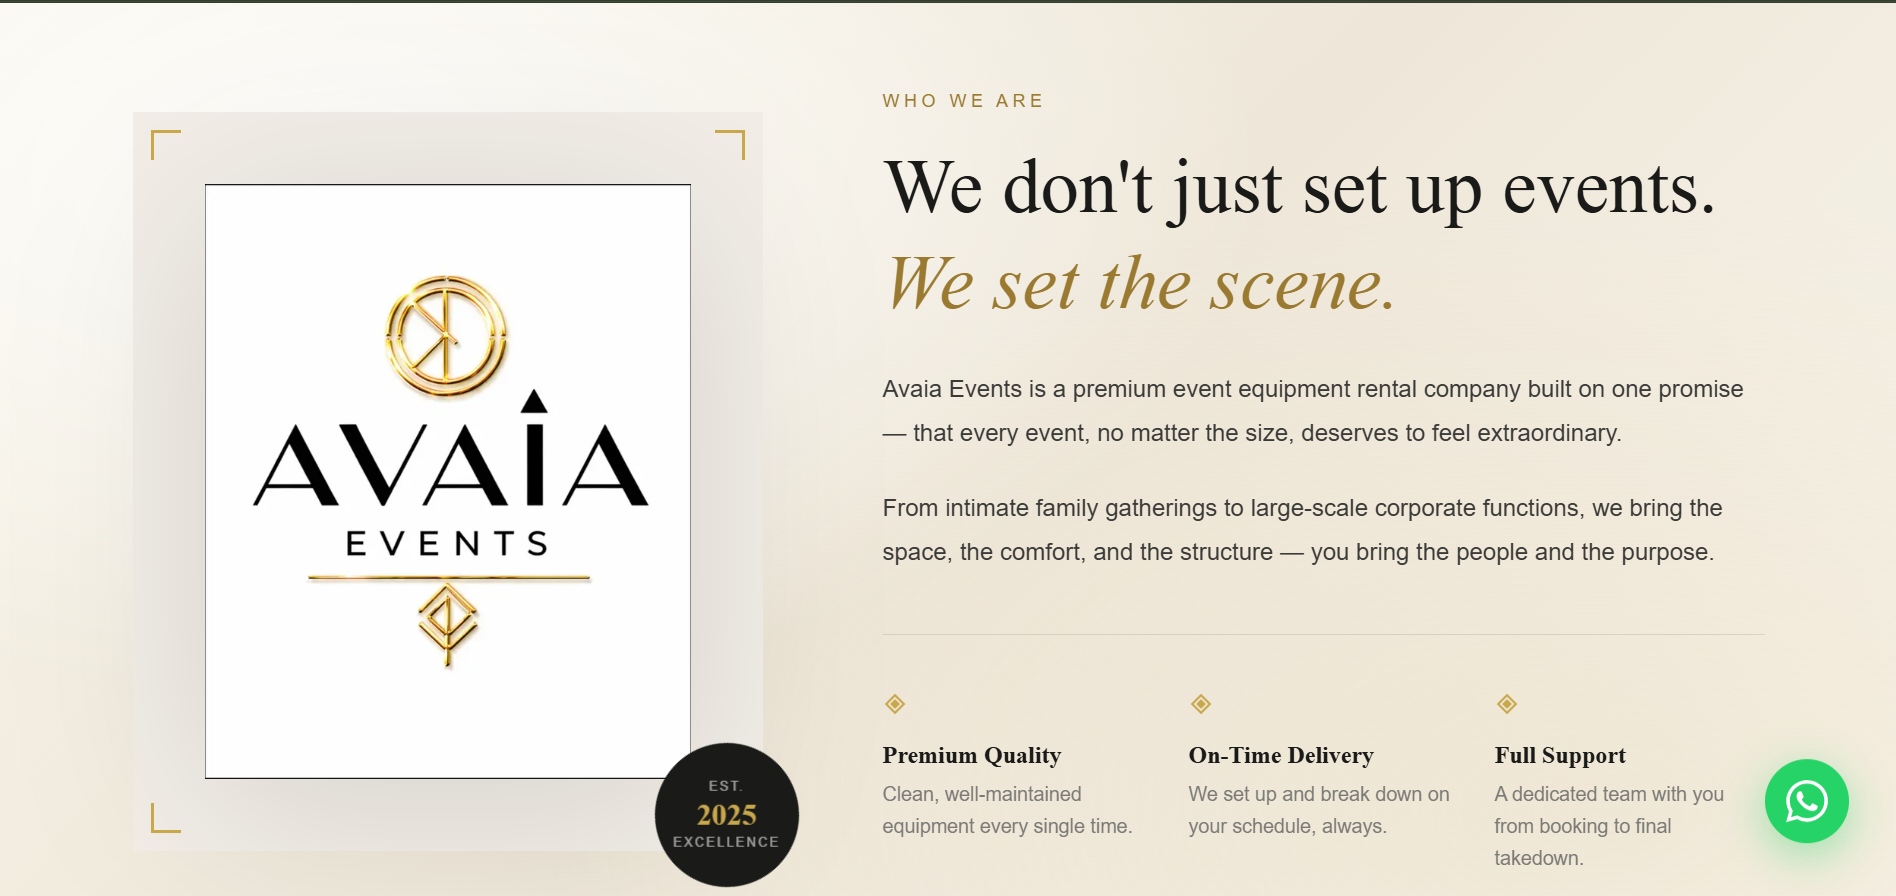 AVAIA
EVENTS
EST.
2025
EXCELLENCE
WHO WE ARE
We don't just set up events.
We set the scene.
Avaia Events is a premium event equipment rental company built on one promise
— that every event, no matter the size, deserves to feel extraordinary.
From intimate family gatherings to large-scale corporate functions, we bring the
space, the comfort, and the structure — you bring the people and the purpose.
Premium Quality
Clean, well-maintained
equipment every single time.
On-Time Delivery
We set up and break down on
your schedule, always.
Full Support
A dedicated team with you
from booking to final
takedown.